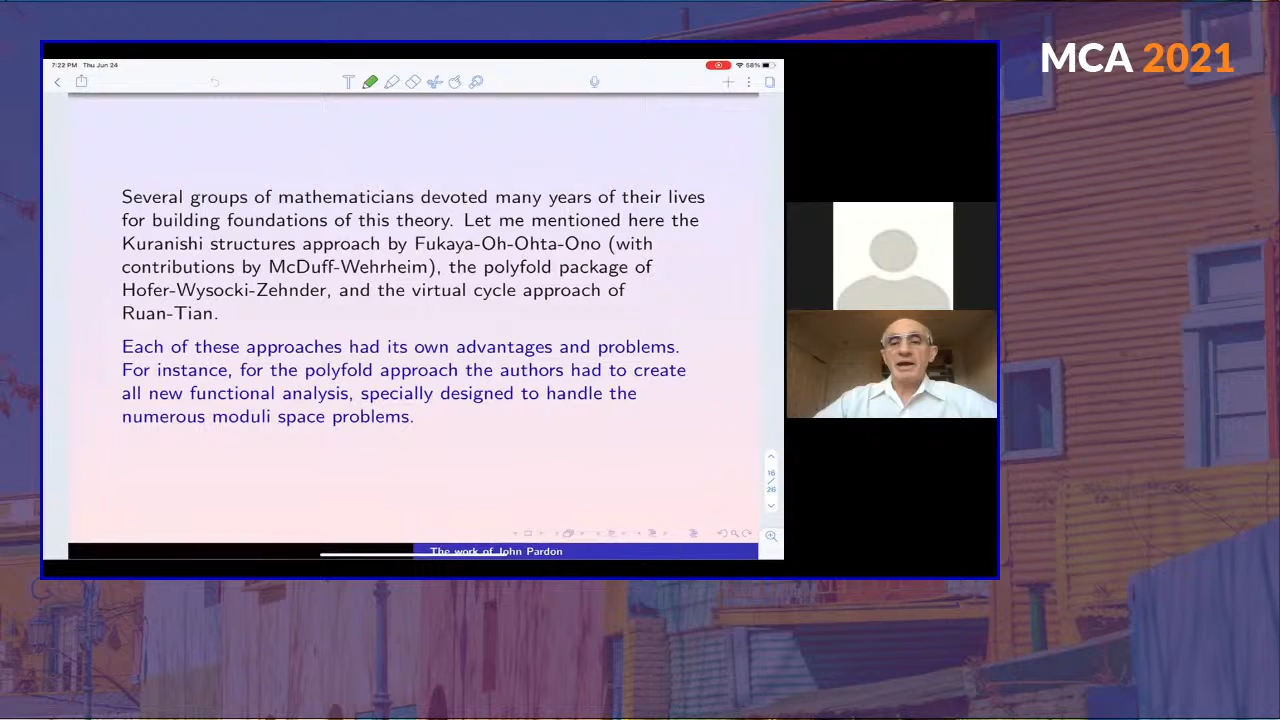 MCA 2021
7:22 PM Thu Jun 24
58%
Several groups of mathematicians devoted many years of their lives
for building foundations of this theory. Let me mentioned here the
Kuranishi structures approach by Fukaya-Oh-Ohta-Ono (with
contributions by McDuff-Wehrheim), the polyfold package of
Hofer-Wysocki-Zehnder, and the virtual cycle approach of
Ruan-Tian.
Each of these approaches had its own advantages and problems.
For instance, for the polyfold approach the authors had to create
all new functional analysis, specially designed to handle the
numerous moduli space problems.
16
/
26
The work of John Pardon